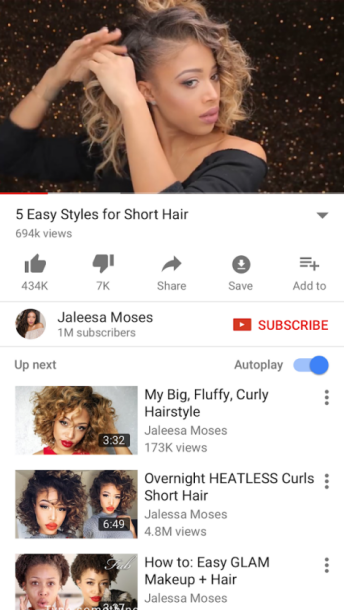 5 Easy Styles for Short Hair
694k views
434K 7K Share Save Add to
Jaleesa Moses
1M subscribers
SUBSCRIBE
Up next Autoplay
My Big, Fluffy, Curly
Hairstyle
Jaleesa Moses
173K views
3:32
Overnight HEATLESS Curls
Short Hair
Jalessa Moses
4.8M views
6:49
How to: Easy GLAM
Makeup + Hair
Jalessa Moses